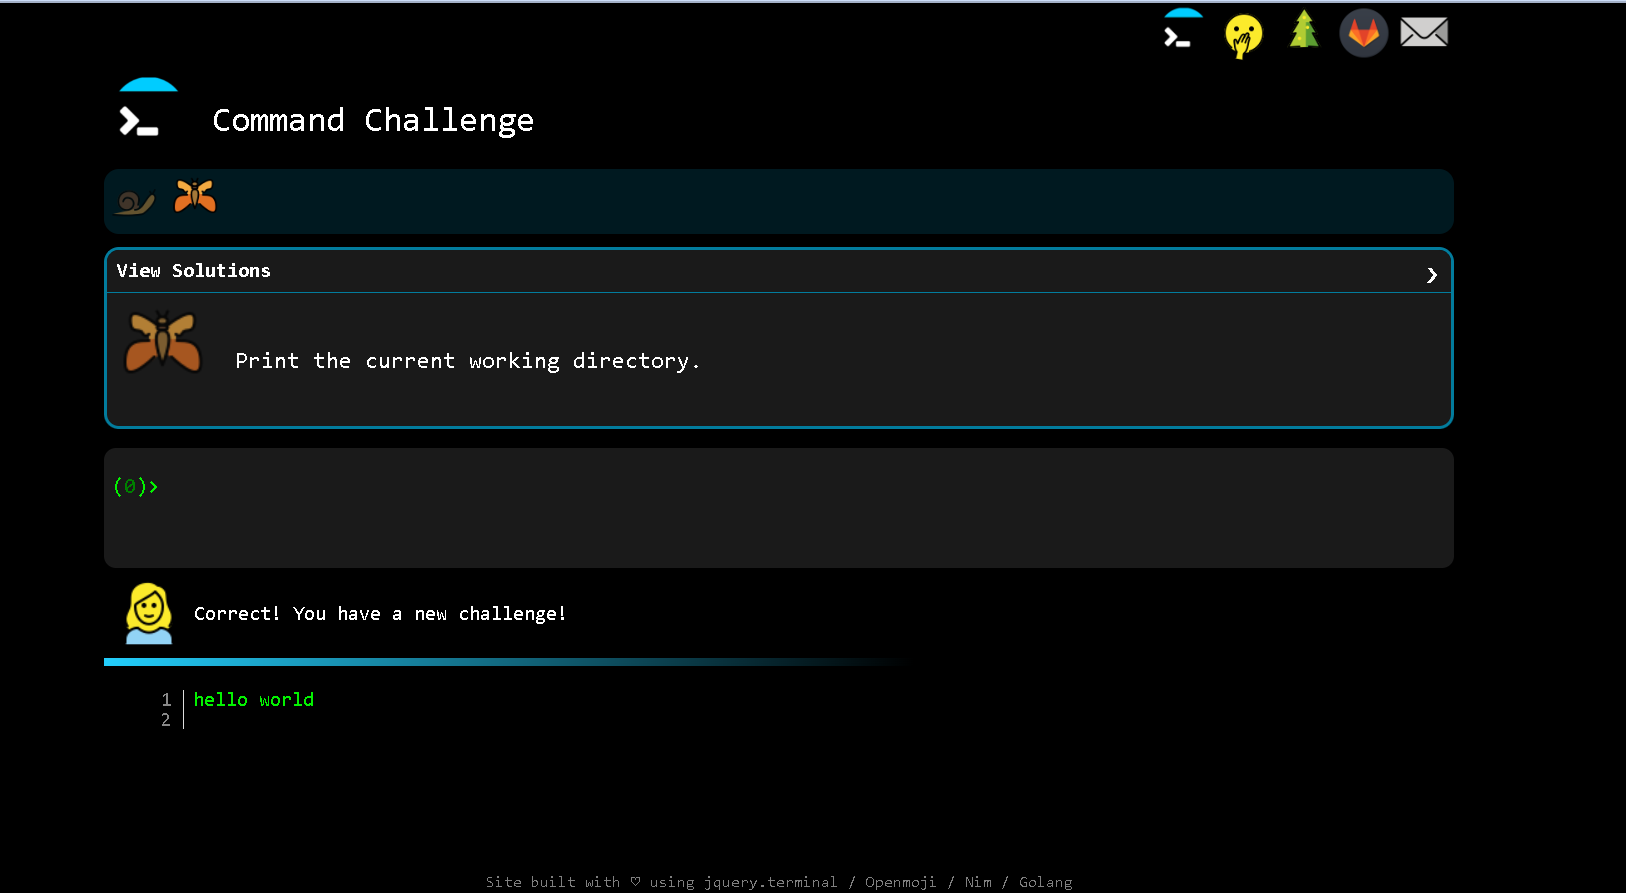 Command Challenge
View Solutions
Print the current working directory.
(0)>
Correct! You have a new challenge!
1 hello world
2
Site built with ♡ using jquery.terminal / Openmoji / Nim / Golang